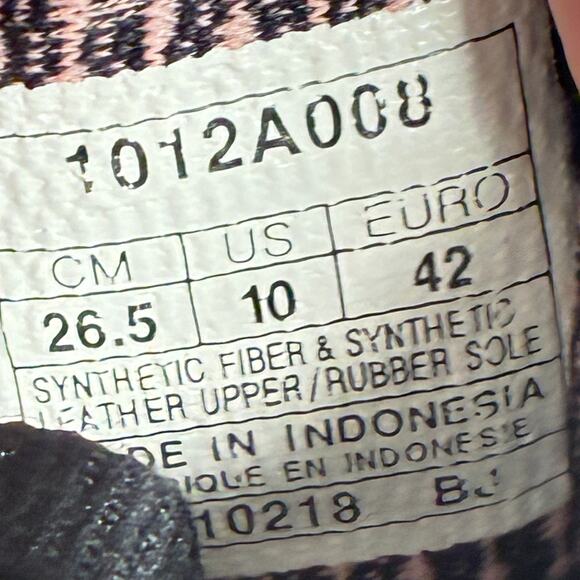 1012A008
CM US EURO
26.5 10 42
SYNTHETIC FIBER & SYNTHETIC
LEATHER UPPER/RUBBER SOLE
DE IN INDONESIA
IQUE EN INDONESIE
10218